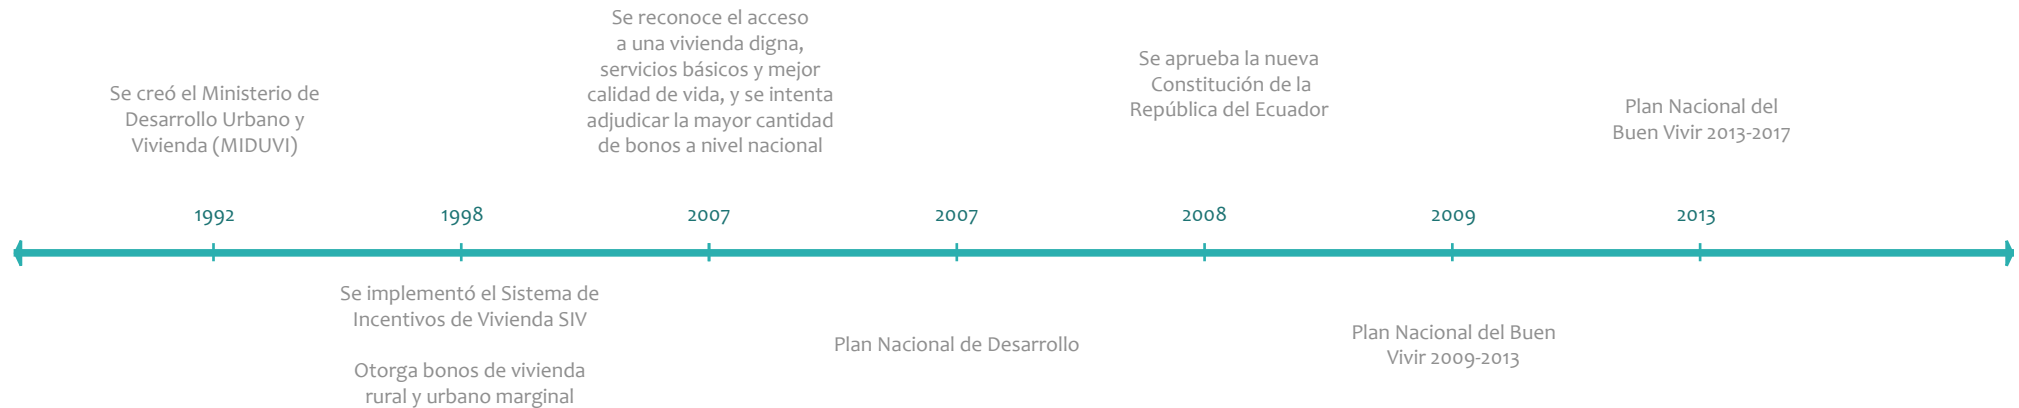 Se creó el Ministerio de
Desarrollo Urbano y
Vivienda (MIDUVI)
Se reconoce el acceso
a una vivienda digna,
servicios básicos y mejor
calidad de vida, y se intenta
adjudicar la mayor cantidad
de bonos a nivel nacional
Se aprueba la nueva
Constitución de la
República del Ecuador
Plan Nacional del
Buen Vivir 2013-2017
1992
1998
2007
2007
2008
2009
2013
Se implementó el Sistema de
Incentivos de Vivienda SIV
Otorga bonos de vivienda
rural y urbano marginal
Plan Nacional de Desarrollo
Plan Nacional del Buen
Vivir 2009-2013